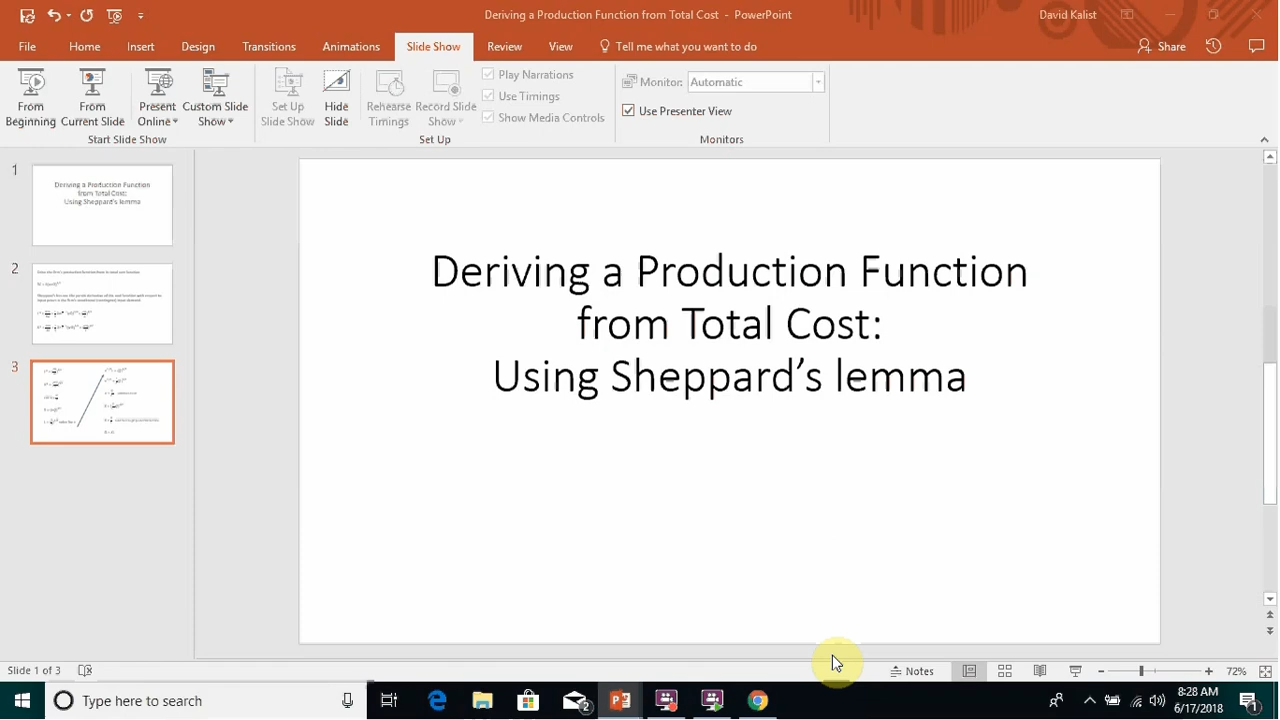 Deriving a Production Function from Total Cost - PowerPoint
David Kalist
File Home Insert Design Transitions Animations Slide Show Review View Tell me what you want to do Share
From Beginning
From Current Slide
Present Online
Custom Slide Show
Set Up Slide Show
Hide Slide
Rehearse Timings
Record Slide Show
Play Narrations
Use Timings
Show Media Controls
Monitor: Automatic
Use Presenter View
Start Slide Show
Set Up
Monitors
1
Deriving a Production Function
from Total Cost:
Using Sheppard's lemma
2
3
Deriving a Production Function
from Total Cost:
Using Sheppard’s lemma
Slide 1 of 3
Notes
72%
Type here to search
2
8:28 AM
6/17/2018
1